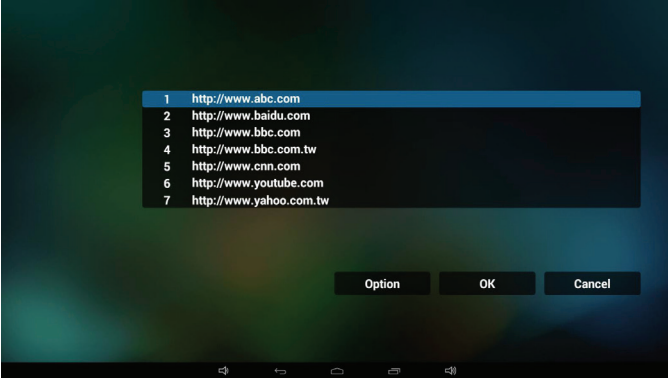 1 http://www.abc.com
2 http://www.baidu.com
3 http://www.bbc.com
4 http://www.bbc.com.tw
5 http://www.cnn.com
6 http://www.youtube.com
7 http://www.yahoo.com.tw
Option OK Cancel